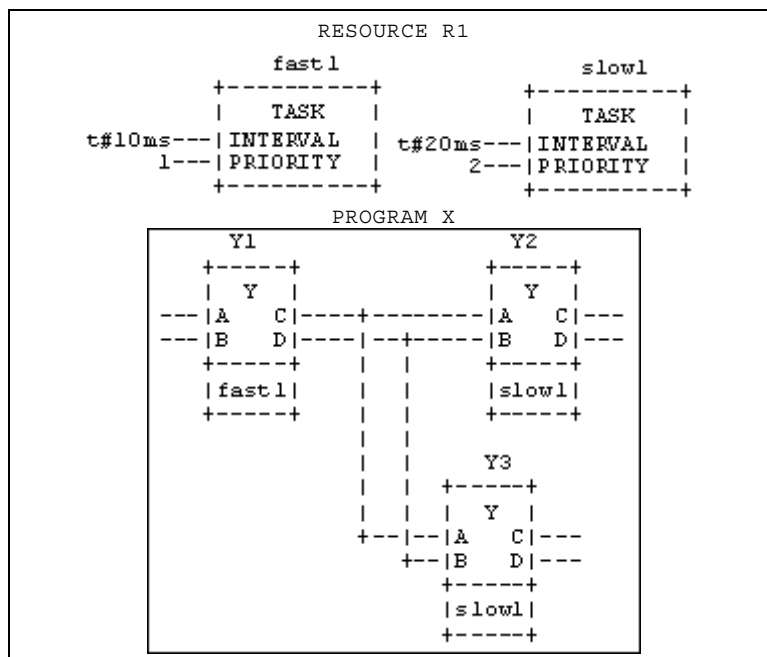 RESOURCE R1
fast1 slow1
+----------+ +----------+
| TASK | | TASK |
t#10ms---|INTERVAL | t#20ms---|INTERVAL |
1---|PRIORITY | 2---|PRIORITY |
+----------+ +----------+
PROGRAM X
Y1 Y2
+-----+ +-----+
| Y | | Y |
---|A C|----+--------|A C|---
---|B D|----|--+-----|B D|---
+-----+ | | +-----+
|fast1| | | |slow1|
+-----+ | | +-----+
| |
| | Y3
| | +-----+
| | | Y |
+--|--|A C|---
+--|B D|---
+-----+
|slow1|
+-----+